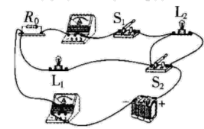 R₀ S₁ L₂
L₁ S₂
− +